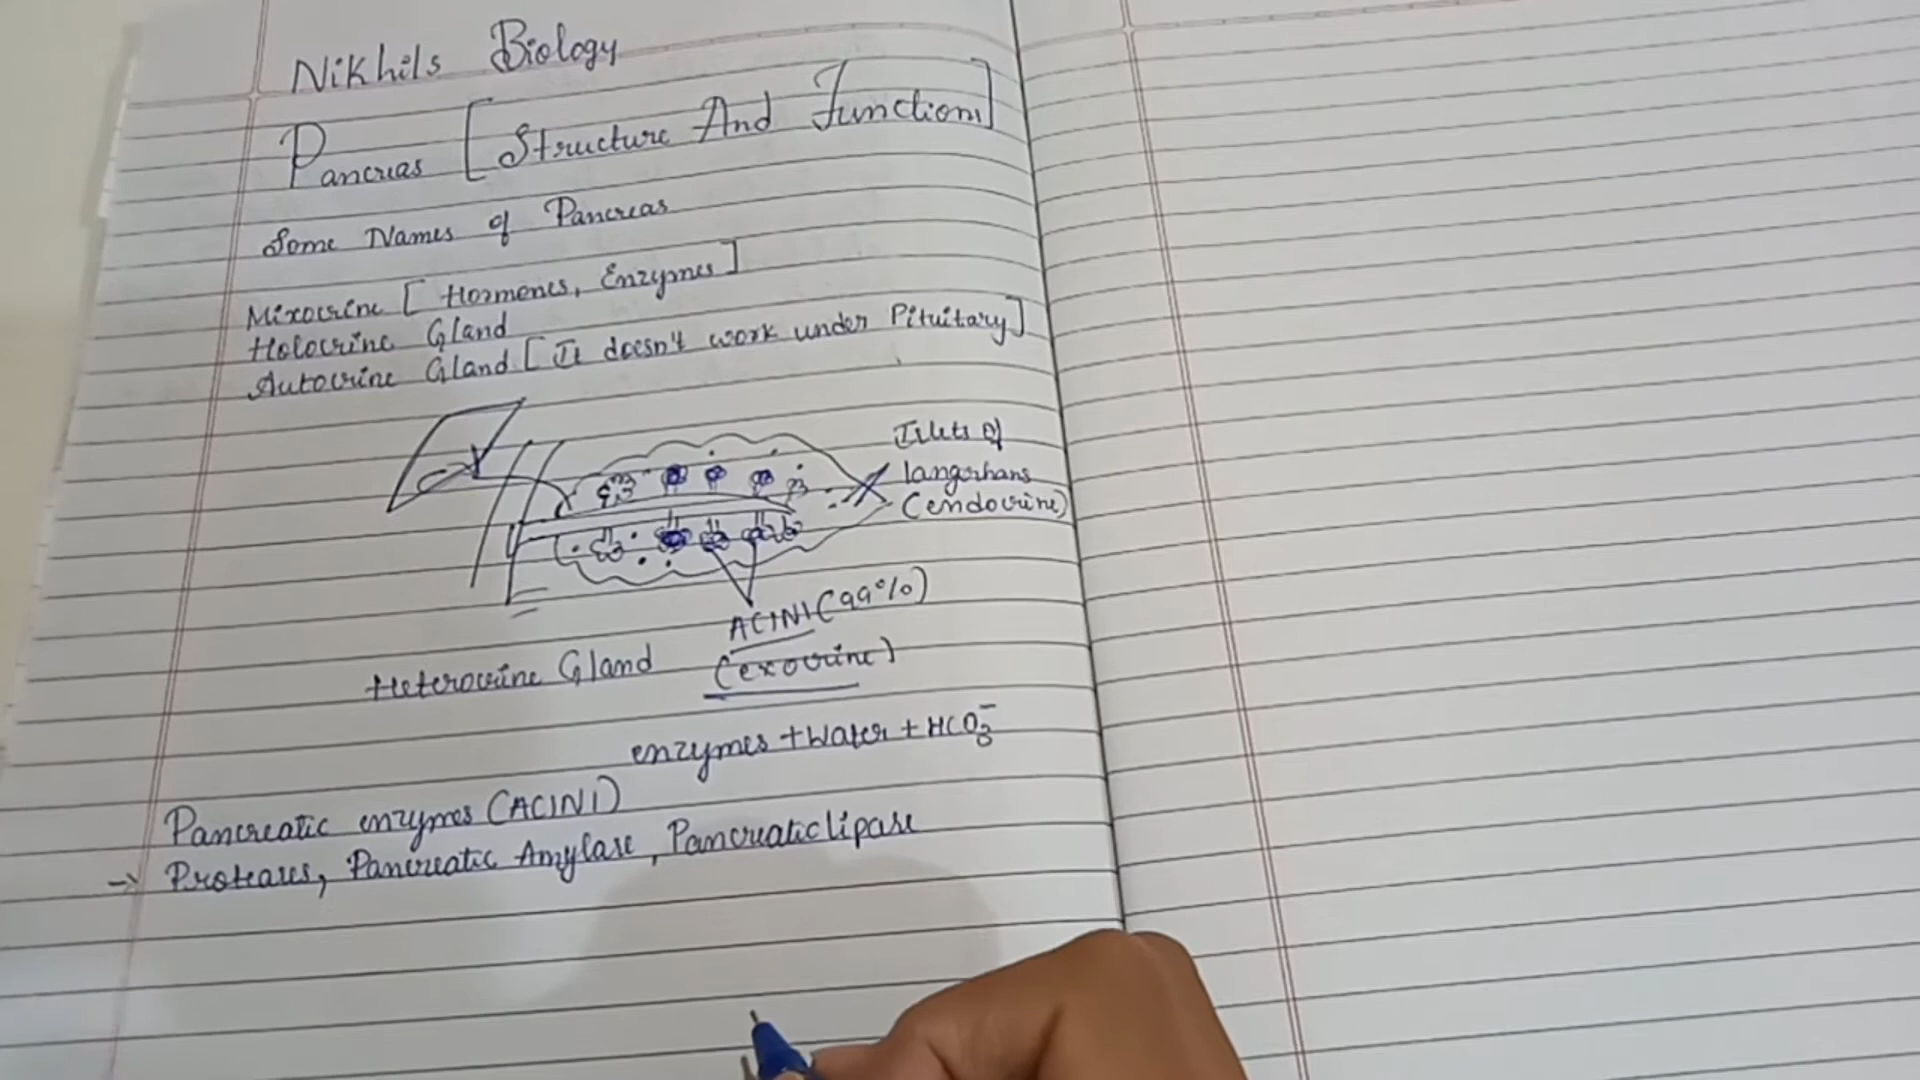 Nikhils Biology
Pancreas [Structure And Function]
Some Names of Pancreas
Mixocrine [Hormones, Enzymes]
Holocrine Gland
Autocrine Gland [It doesn't work under Pituitary]
Islets of
langerhans
(endocrine)
ACINI (99%)
Heterocrine Gland (exocrine)
enzymes + Water + HCO3-
Pancreatic enzymes (ACINI)
→ Proteases, Pancreatic Amylase, Pancreatic lipase